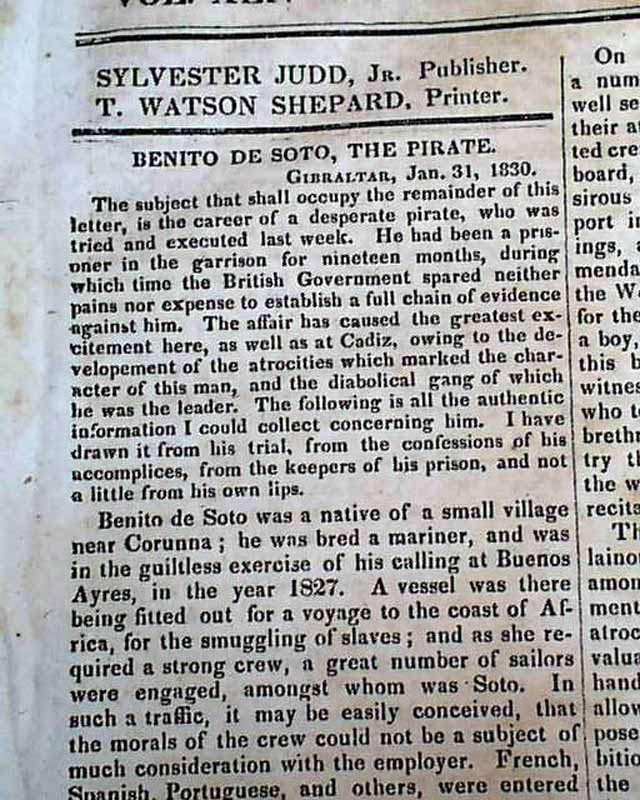 SYLVESTER JUDD, JR. Publisher.
T. WATSON SHEPARD, Printer.
BENITO DE SOTO, THE PIRATE.
GIBRALTAR, Jan. 31, 1830.
The subject that shall occupy the remainder of this
letter, is the career of a desperate pirate, who was
tried and executed last week. He had been a pris-
oner in the garrison for nineteen months, during
which time the British Government spared neither
pains nor expense to establish a full chain of evidence
against him. The affair has caused the greatest ex-
citement here, as well as at Cadiz, owing to the de-
velopement of the atrocities which marked the char-
acter of this man, and the diabolical gang of which
he was the leader. The following is all the authentic
information I could collect concerning him. I have
drawn it from his trial, from the confessions of his
accomplices, from the keepers of his prison, and not
a little from his own lips.
Benito de Soto was a native of a small village
near Corunna; he was bred a mariner, and was
in the guiltless exercise of his calling at Buenos
Ayres, in the year 1827. A vessel was there
being fitted out for a voyage to the coast of Af-
rica, for the smuggling of slaves; and as she re-
quired a strong crew, a great number of sailors
were engaged, amongst whom was Soto. In
such a traffic, it may be easily conceived, that
the morals of the crew could not be a subject of
much consideration with the employer. French,
Spanish, Portuguese, and others, were entered
On
a num
well se
their a
ted cre
board,
sirous
port i
ings, a
menda
the W
for the
a boy,
this b
witnes
who t
brethr
try th
the w
recita
Th
laino
amon
ment
atroc
valua
hand
allow
pose
bitio
the